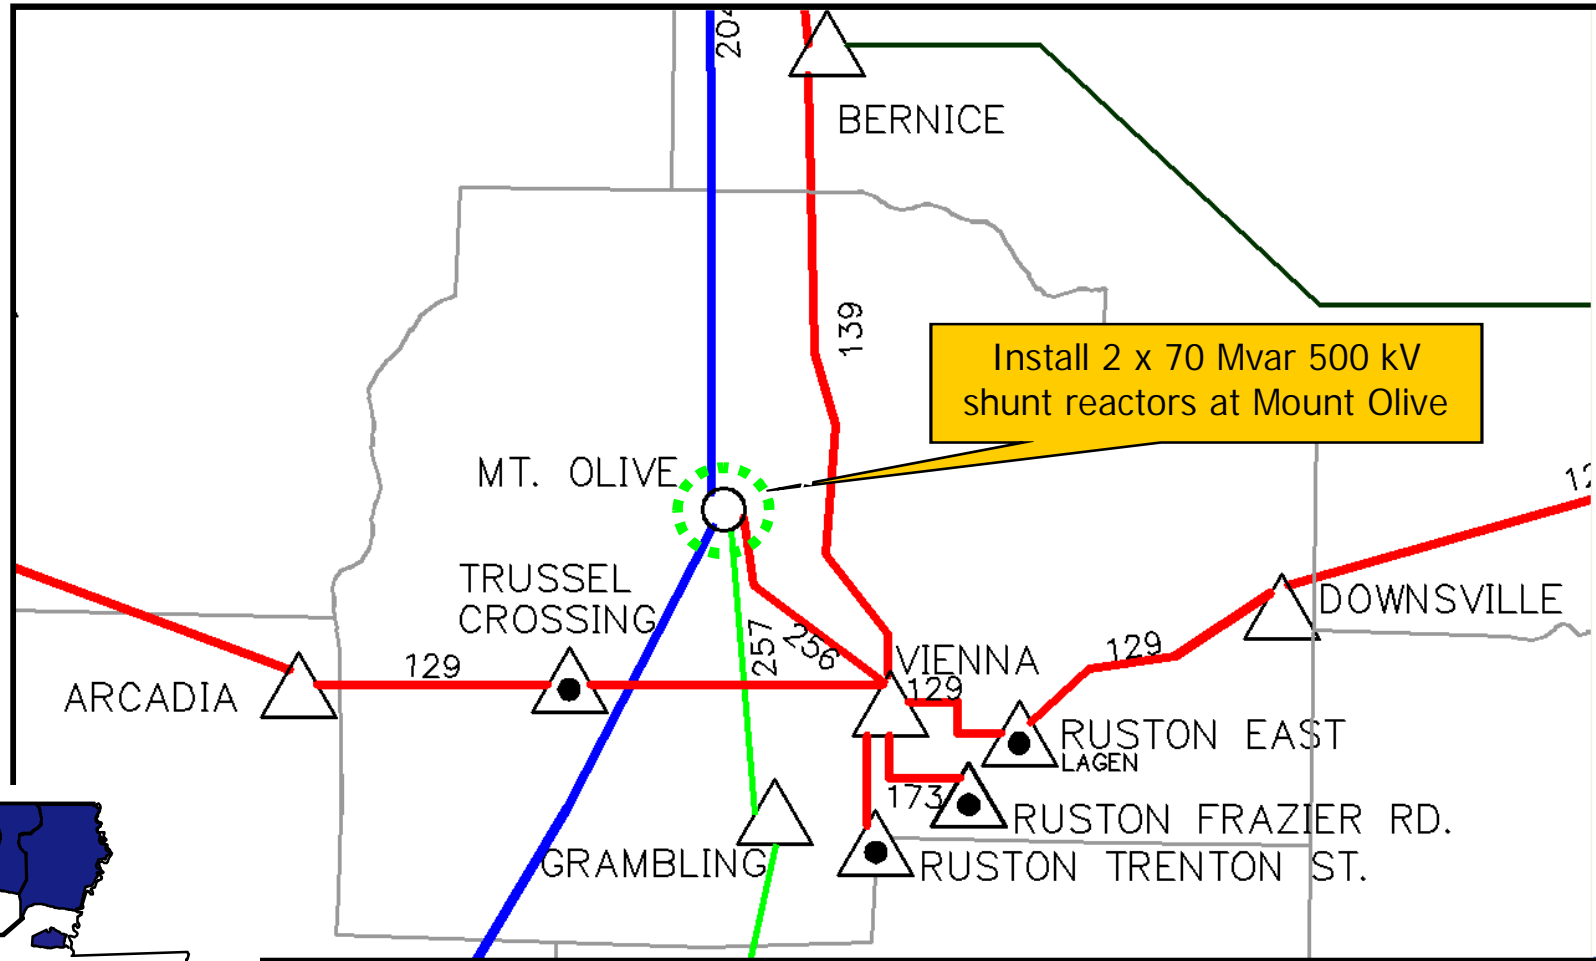 204
BERNICE
139
Install 2 x 70 Mvar 500 kV
shunt reactors at Mount Olive
MT. OLIVE
TRUSSEL
CROSSING
257
256
DOWNSVILLE
129
VIENNA
129
129
ARCADIA
RUSTON EAST
LAGEN
173
RUSTON FRAZIER RD.
GRAMBLING
RUSTON TRENTON ST.